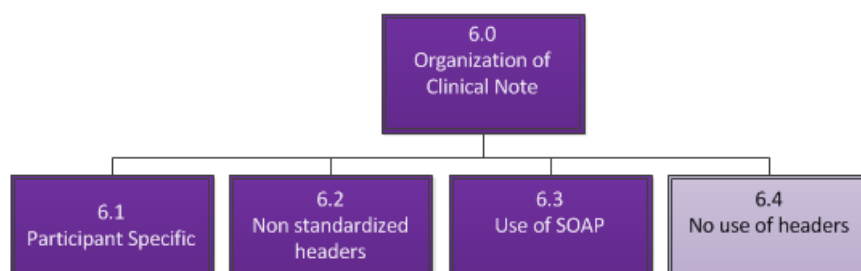 6.0
Organization of
Clinical Note
6.1
Participant Specific
6.2
Non standardized
headers
6.3
Use of SOAP
6.4
No use of headers